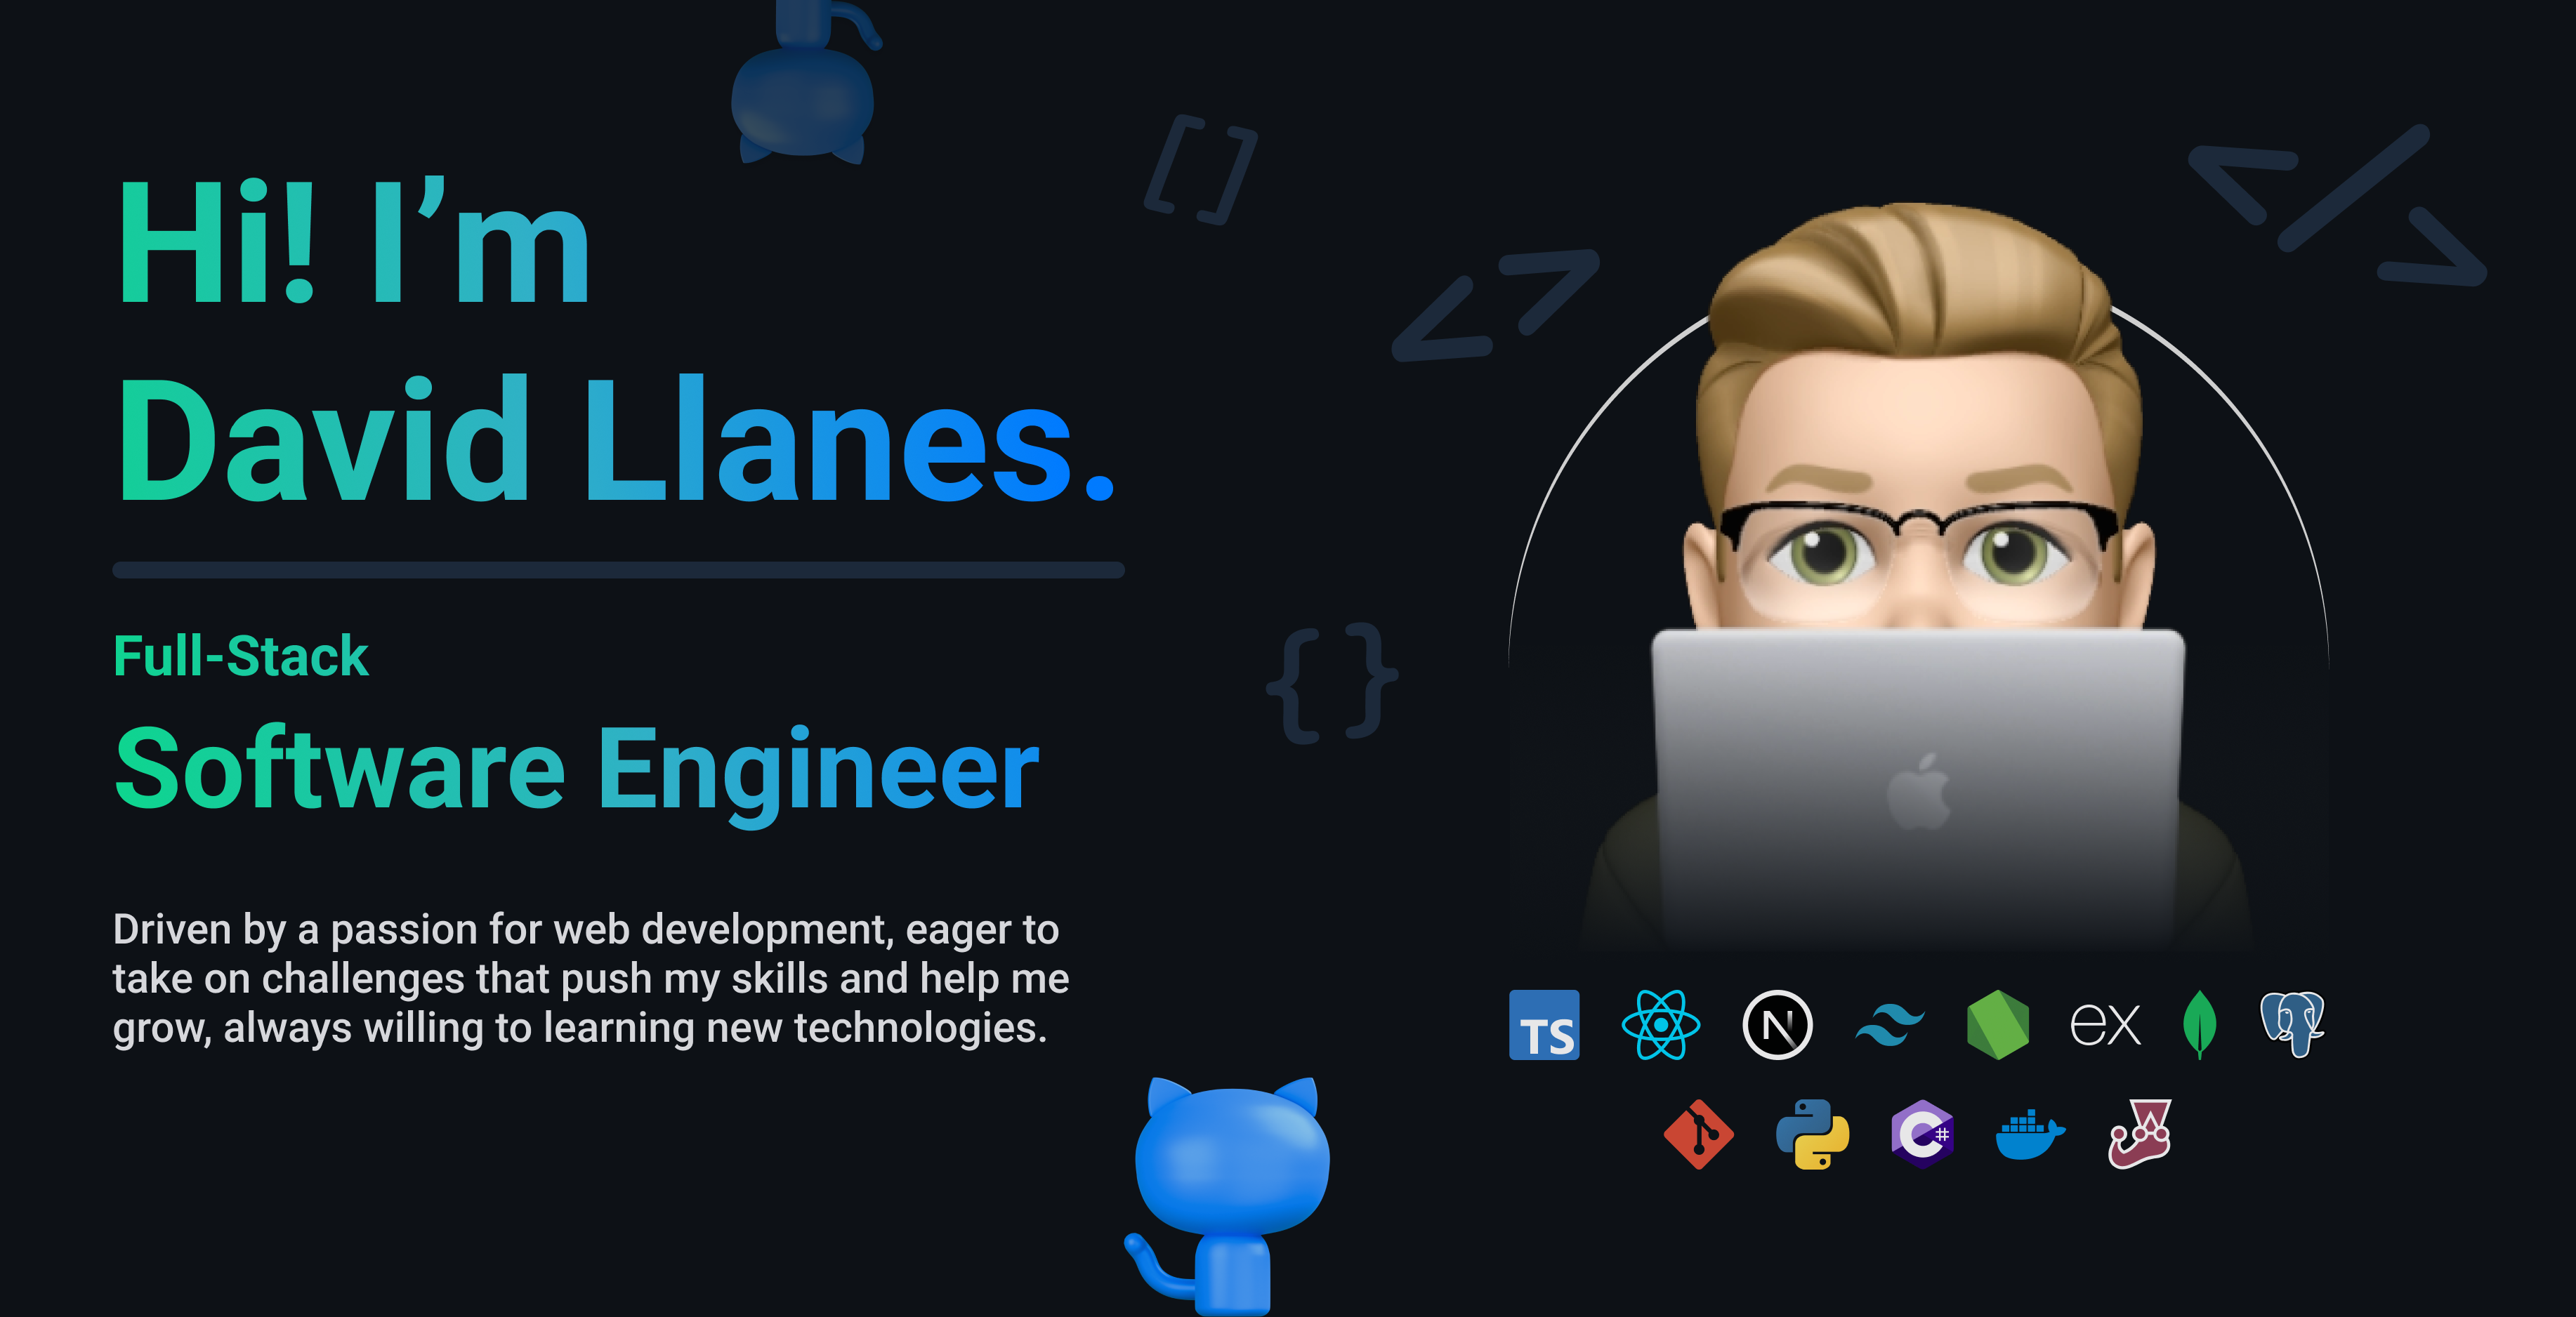 Hi! I’m
David Llanes.
Full-Stack
Software Engineer
Driven by a passion for web development, eager to
take on challenges that push my skills and help me
grow, always willing to learning new technologies.
[ ]
< >
</>
{ }
TS
N
ex
C#